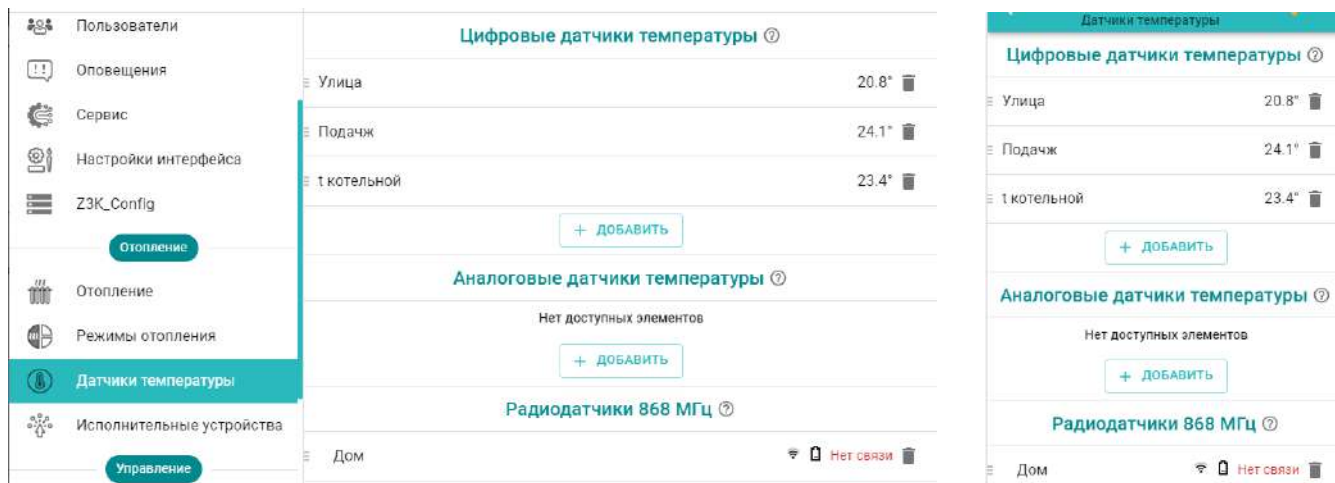 Пользователи
Оповещения
Сервис
Настройки интерфейса
Z3K_Config
Отопление
Отопление
Режимы отопления
Датчики температуры
Исполнительные устройства
Управление
Цифровые датчики температуры
Улица 20.8°
Подачж 24.1°
t котельной 23.4°
+ ДОБАВИТЬ
Аналоговые датчики температуры
Нет доступных элементов
+ ДОБАВИТЬ
Радиодатчики 868 МГц
Дом Нет связи
Датчики температуры
Цифровые датчики температуры
Улица 20.8°
Подачж 24.1°
t котельной 23.4°
+ ДОБАВИТЬ
Аналоговые датчики температуры
Нет доступных элементов
+ ДОБАВИТЬ
Радиодатчики 868 МГц
Дом Нет связи